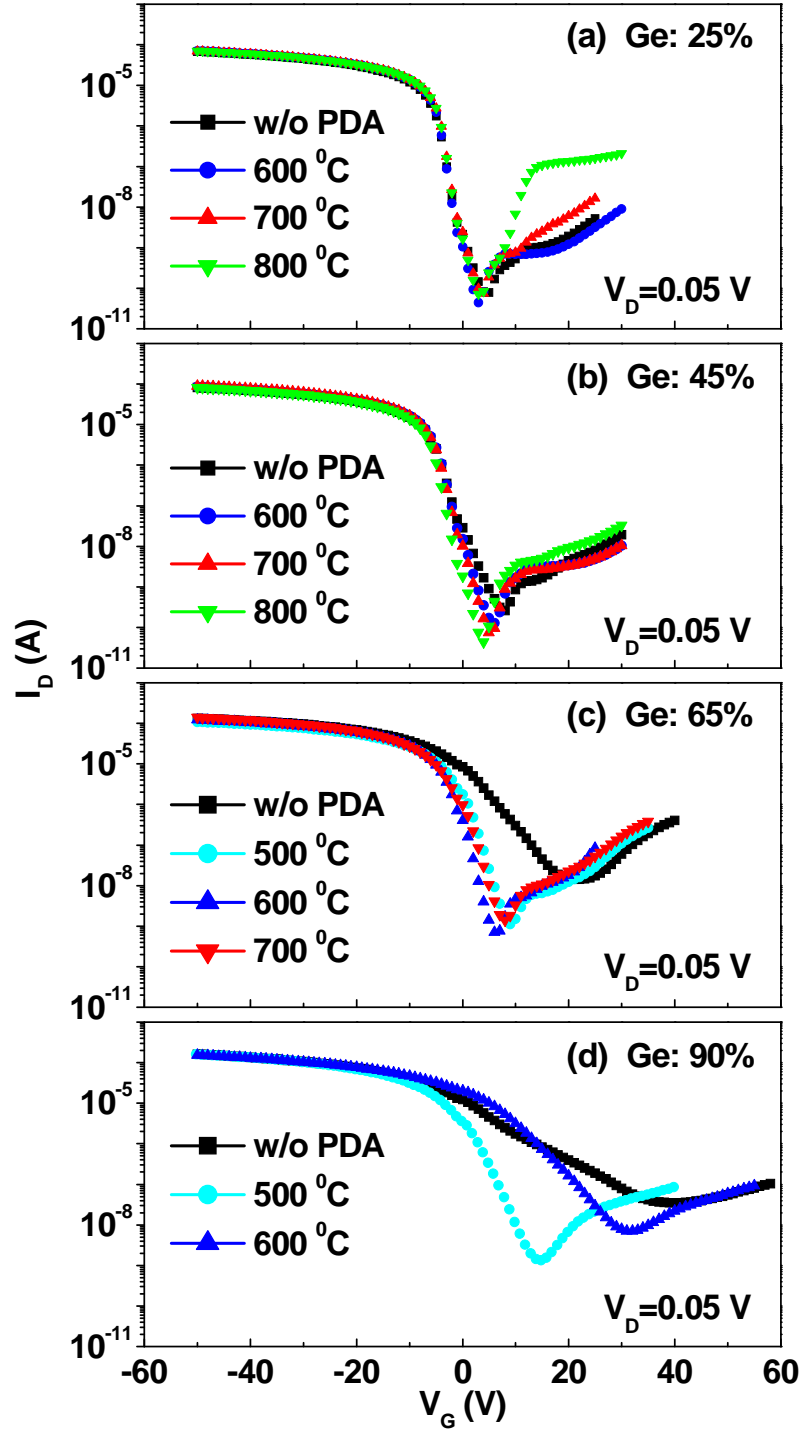 (a) Ge: 25%
10⁻⁵
w/o PDA
600 ⁰C
10⁻⁸
700 ⁰C
800 ⁰C
V_D=0.05 V
10⁻¹¹
(b) Ge: 45%
10⁻⁵
w/o PDA
600 ⁰C
10⁻⁸
700 ⁰C
800 ⁰C
V_D=0.05 V
10⁻¹¹
I_D (A)
(c) Ge: 65%
10⁻⁵
w/o PDA
500 ⁰C
10⁻⁸
600 ⁰C
700 ⁰C
V_D=0.05 V
10⁻¹¹
(d) Ge: 90%
10⁻⁵
w/o PDA
500 ⁰C
10⁻⁸
600 ⁰C
V_D=0.05 V
10⁻¹¹
-60 -40 -20 0 20 40 60
V_G (V)